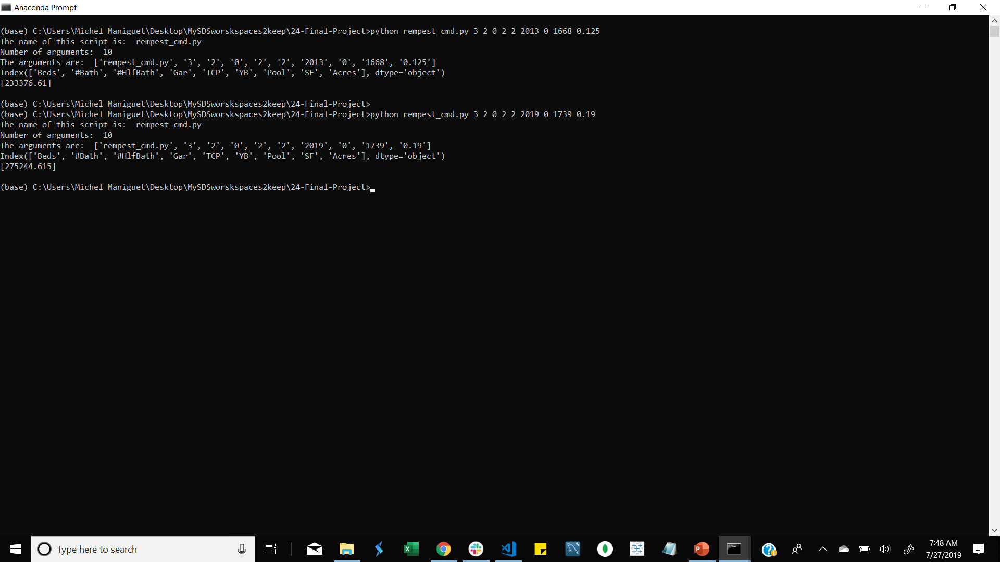 Anaconda Prompt
(base) C:\Users\Michel Maniguet\Desktop\MySDSworskspaces2keep\24-Final-Project>python rempest_cmd.py 3 2 0 2 2 2013 0 1668 0.125
The name of this script is:  rempest_cmd.py
Number of arguments:  10
The arguments are:  ['rempest_cmd.py', '3', '2', '0', '2', '2', '2013', '0', '1668', '0.125']
Index(['Beds', '#Bath', '#HlfBath', 'Gar', 'TCP', 'YB', 'Pool', 'SF', 'Acres'], dtype='object')
[233376.61]
(base) C:\Users\Michel Maniguet\Desktop\MySDSworskspaces2keep\24-Final-Project>
(base) C:\Users\Michel Maniguet\Desktop\MySDSworskspaces2keep\24-Final-Project>python rempest_cmd.py 3 2 0 2 2 2019 0 1739 0.19
The name of this script is:  rempest_cmd.py
Number of arguments:  10
The arguments are:  ['rempest_cmd.py', '3', '2', '0', '2', '2', '2019', '0', '1739', '0.19']
Index(['Beds', '#Bath', '#HlfBath', 'Gar', 'TCP', 'YB', 'Pool', 'SF', 'Acres'], dtype='object')
[275244.615]
(base) C:\Users\Michel Maniguet\Desktop\MySDSworskspaces2keep\24-Final-Project>
Type here to search
7:48 AM
7/27/2019